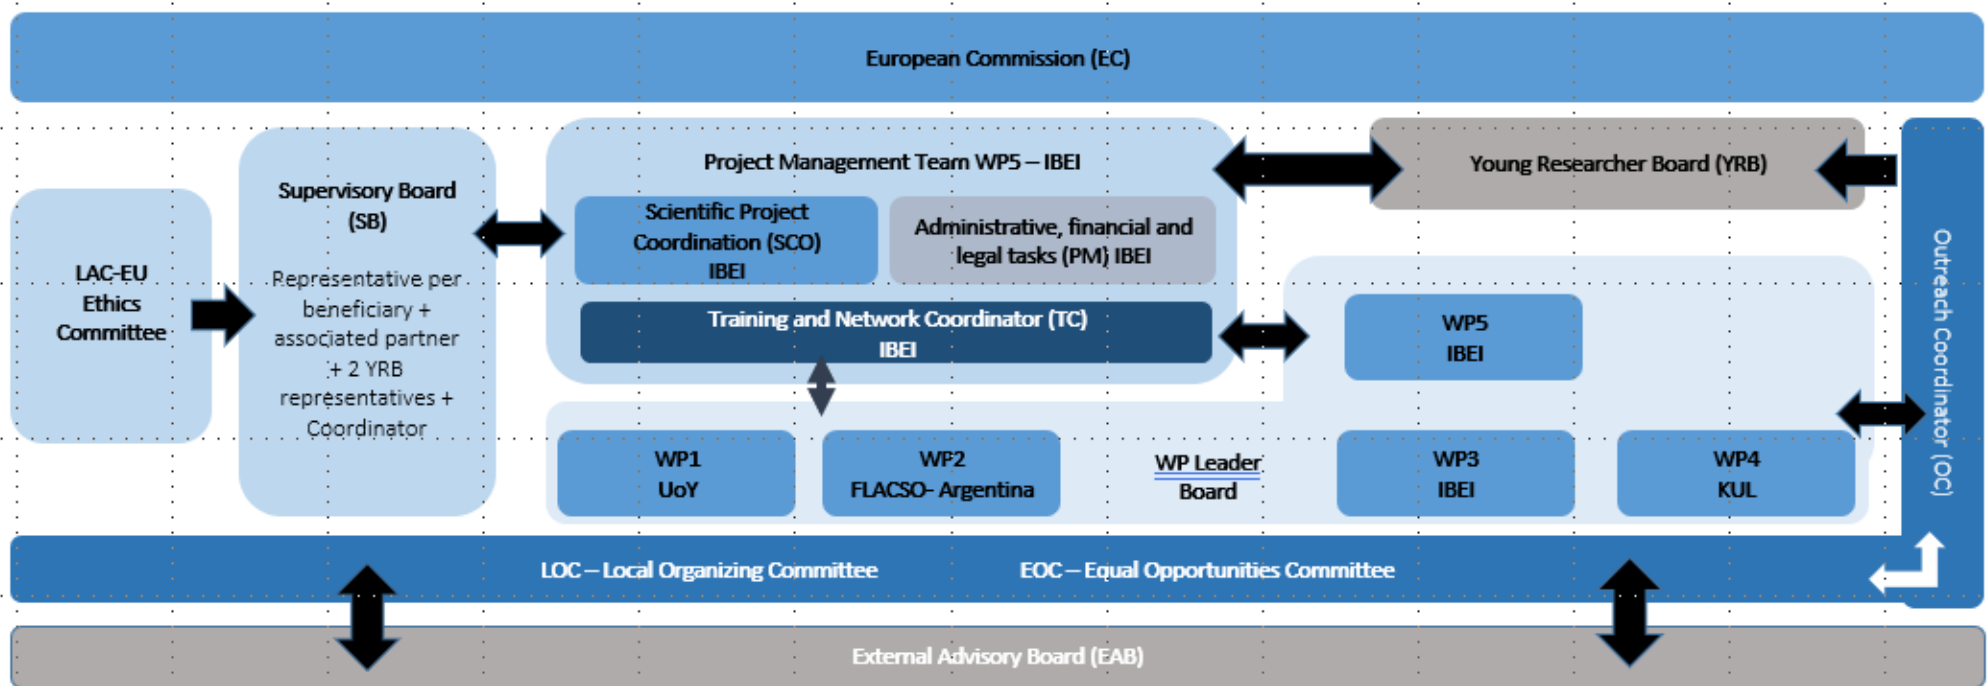 European Commission (EC)
LAC-EU
Ethics
Committee
Supervisory Board
(SB)
Representative per
beneficiary +
associated partner
+ 2 YRB
representatives +
Coordinator
Project Management Team WP5 – IBEI
Scientific Project
Coordination (SCO)
IBEI
Administrative, financial and
legal tasks (PM) IBEI
Training and Network Coordinator (TC)
IBEI
Young Researcher Board (YRB)
WP5
IBEI
WP1
UoY
WP2
FLACSO- Argentina
WP Leader
Board
WP3
IBEI
WP4
KUL
Outreach Coordinator (OC)
LOC – Local Organizing Committee
EOC – Equal Opportunities Committee
External Advisory Board (EAB)